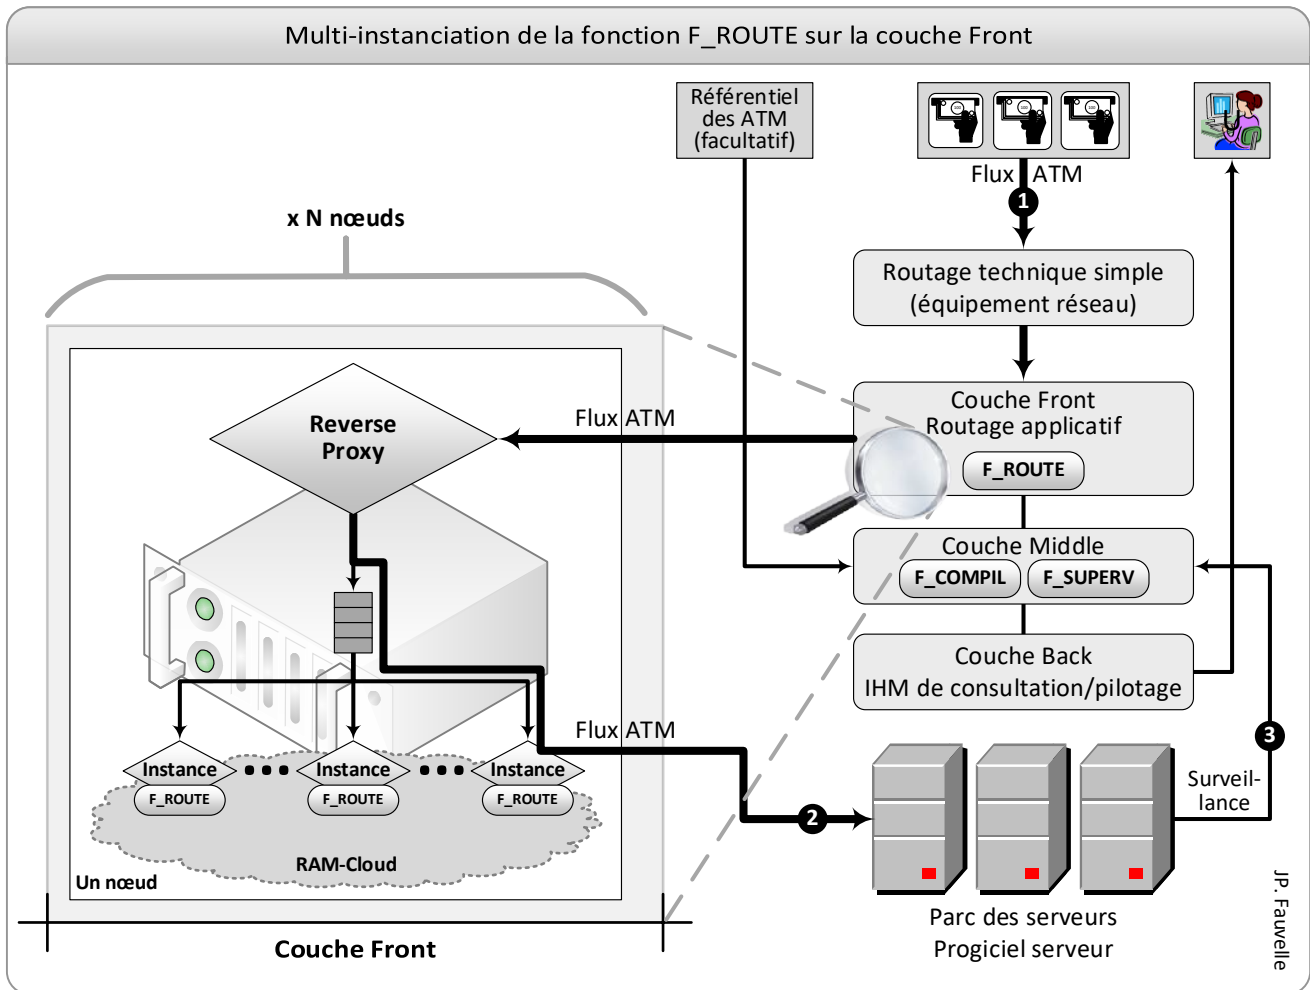 Multi-instanciation de la fonction F_ROUTE sur la couche Front
Référentiel
des ATM
(facultatif)
100
100
100
Flux ATM
1
x N nœuds
Routage technique simple
(équipement réseau)
Couche Front
Routage applicatif
F_ROUTE
Flux ATM
Reverse
Proxy
Couche Middle
F_COMPIL
F_SUPERV
Couche Back
IHM de consultation/pilotage
Flux ATM
3
Instance
Instance
Instance
F_ROUTE
F_ROUTE
F_ROUTE
Surveil-
lance
2
RAM-Cloud
Un nœud
Parc des serveurs
Progiciel serveur
Couche Front
JP. Fauvelle